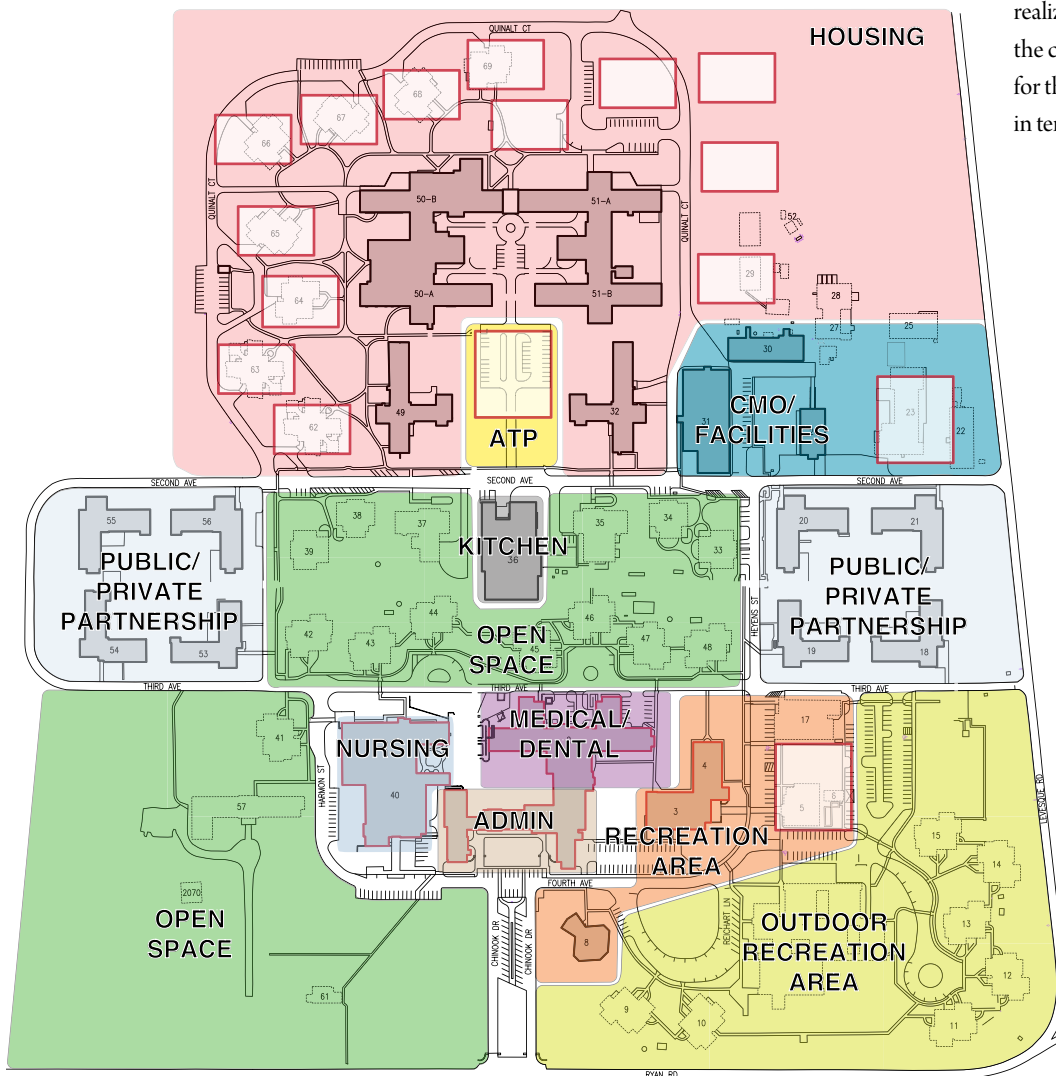 realiz
the c
for th
in ter
HOUSING
QUINALT CT
69
68
67
66
QUINALT CT
50-B
51-A
QUINALT CT
65
52
29
28
64
50-A
51-B
27
25
30
63
49
32
31
CMO/
FACILITIES
23
22
62
ATP
SECOND AVE
SECOND AVE
SECOND AVE
55
56
38
37
39
KITCHEN
36
35
34
33
20
21
PUBLIC/
PRIVATE
PARTNERSHIP
PUBLIC/
PRIVATE
PARTNERSHIP
HEYENS ST
54
53
42
43
44
OPEN
SPACE
45
46
47
48
19
18
THIRD AVE
THIRD AVE
THIRD AVE
41
NURSING
MEDICAL/
DENTAL
17
HARMON ST
40
4
3
5
6
57
ADMIN
RECREATION
AREA
LEVESQUE RD
15
14
2070
FOURTH AVE
OPEN
SPACE
CHINOOK DR
CHINOOK DR
8
REICHART LN
OUTDOOR
RECREATION
AREA
13
12
61
9
10
11
RYAN RD